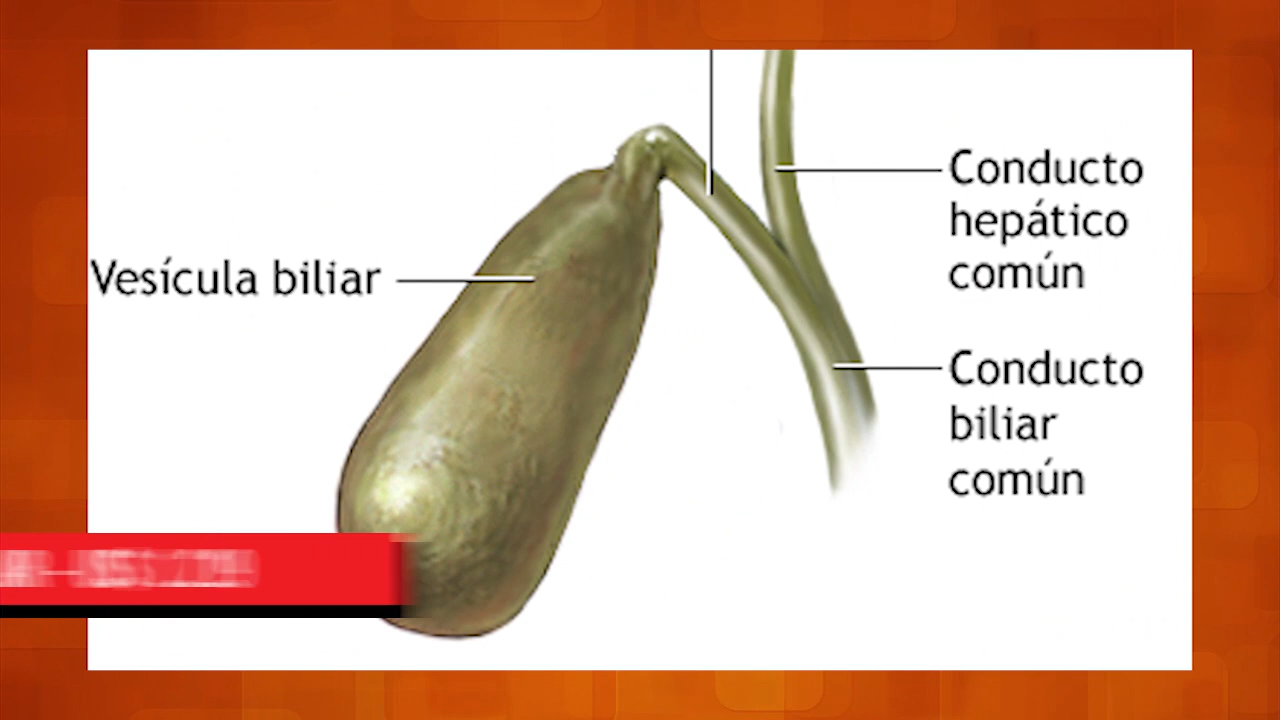 Vesícula biliar
Conducto
hepático
común
Conducto
biliar
común